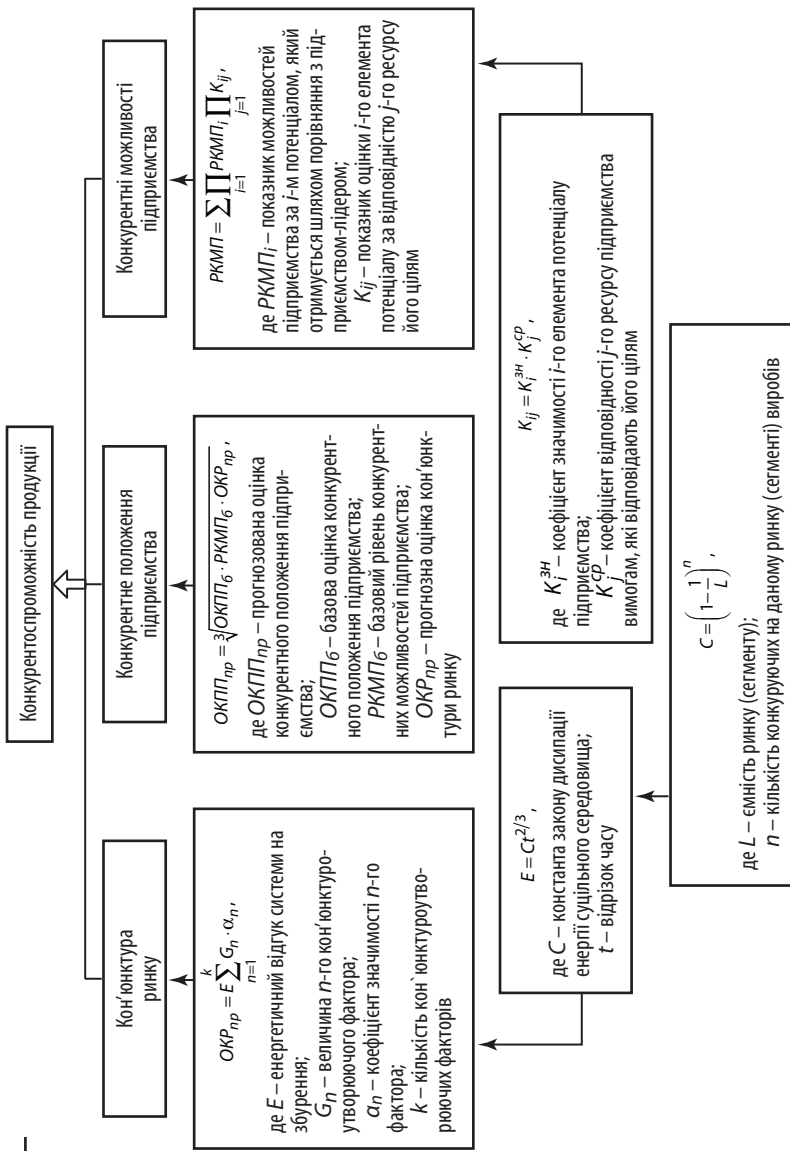 Конкурентоспроможність продукції
Кон'юнктура
ринку
Конкурентне положення
підприємства
Конкурентні можливості
підприємства
ОКР_пр = E ∑_{n=1}^{k} G_n · α_n,
де E – енергетичний відгук системи на
збурення;
G_n – величина n-го кон'юнктуро-
утворюючого фактора;
α_n – коефіцієнт значимості n-го
фактора;
k – кількість кон`юнктуроутво-
рюючих факторів
ОКПП_пр = ∛(ОКПП_б · РКМП_б · ОКР_пр),
де ОКПП_пр – прогнозована оцінка
конкурентного положення підпри-
ємства;
ОКПП_б – базова оцінка конкурент-
ного положення підприємства;
РКМП_б – базовий рівень конкурент-
них можливостей підприємства;
ОКР_пр – прогнозна оцінка кон'юнк-
тури ринку
РКМП = ∑ ∏_{i=1} РКМП_i ∏_{j=1} K_ij,
де РКМП_i – показник можливостей
підприємства за i-м потенціалом, який
отримується шляхом порівняння з під-
приємством-лідером;
K_ij – показник оцінки i-го елемента
потенціалу за відповідністю j-го ресурсу
його цілям
E = Ct^{2/3},
де C – константа закону дисипації
енергії суцільного середовища;
t – відрізок часу
K_ij = K_i^зн · K_j^ср,
де K_i^зн – коефіцієнт значимості i-го елемента потенціалу
підприємства;
K_j^ср – коефіцієнт відповідності j-го ресурсу підприємства
вимогам, які відповідають його цілям
C = (1 – 1/L)^n,
де L – ємність ринку (сегменту);
n – кількість конкуруючих на даному ринку (сегменті) виробів